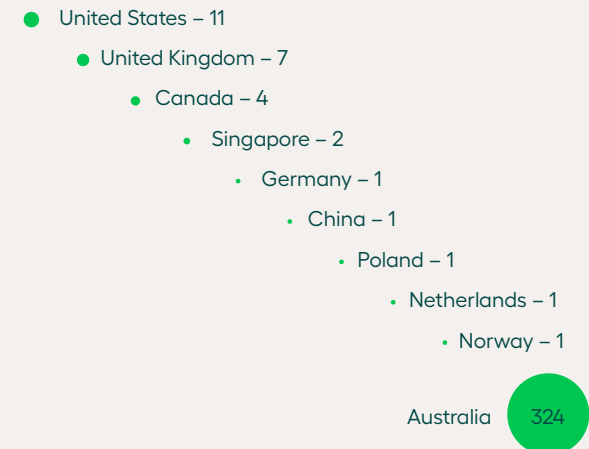 United States – 11
United Kingdom – 7
Canada – 4
Singapore – 2
Germany – 1
China – 1
Poland – 1
Netherlands – 1
Norway – 1
Australia 324